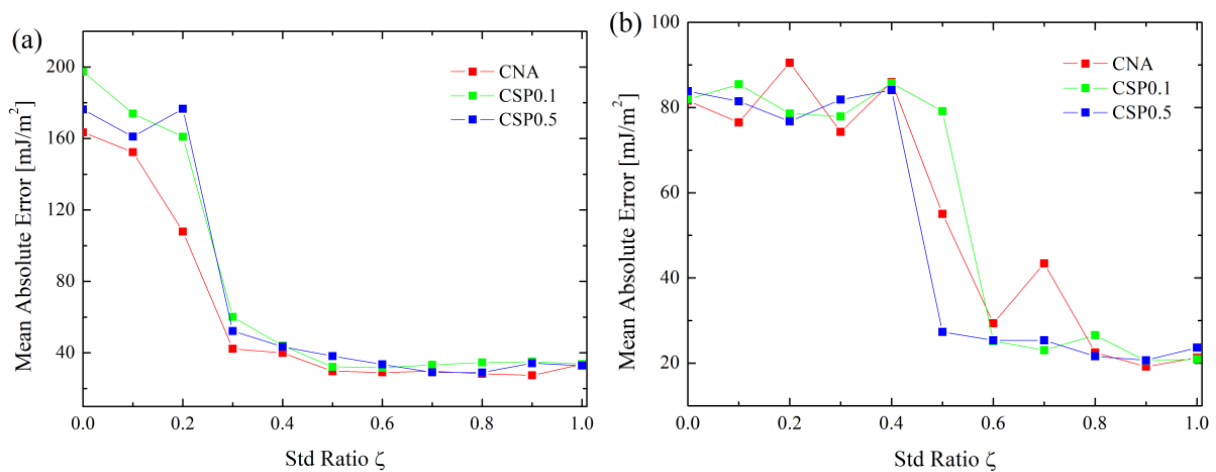 (a)
CNA
CSP0.1
CSP0.5
200
160
120
80
40
Mean Absolute Error [mJ/m²]
0.0 0.2 0.4 0.6 0.8 1.0
Std Ratio ζ
(b)
CNA
CSP0.1
CSP0.5
100
80
60
40
20
Mean Absolute Error [mJ/m²]
0.0 0.2 0.4 0.6 0.8 1.0
Std Ratio ζ